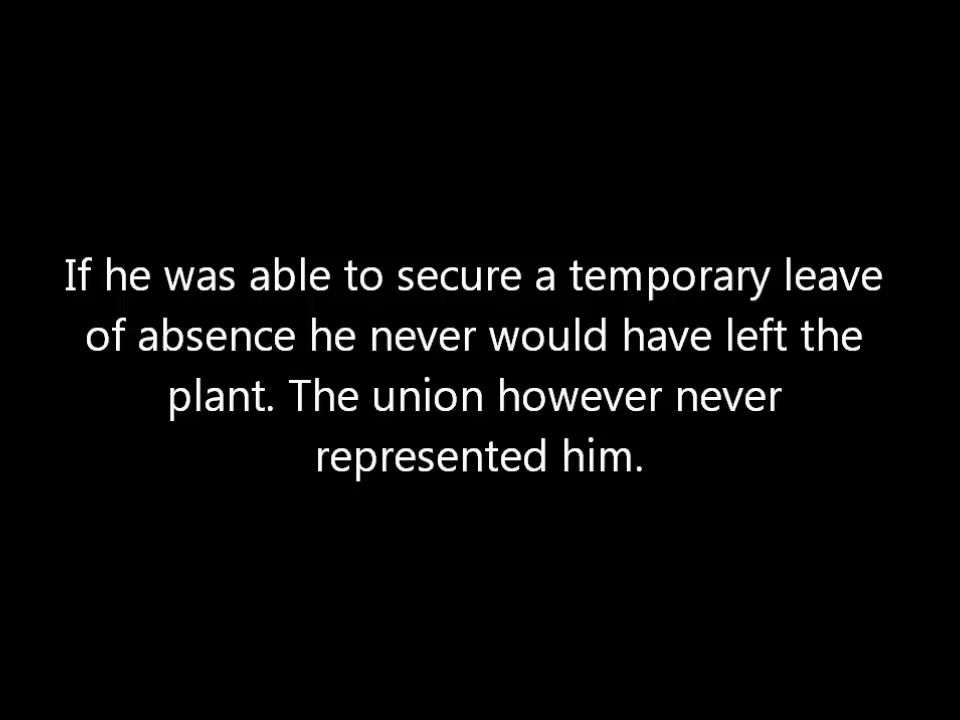 If he was able to secure a temporary leave
of absence he never would have left the
plant. The union however never
represented him.